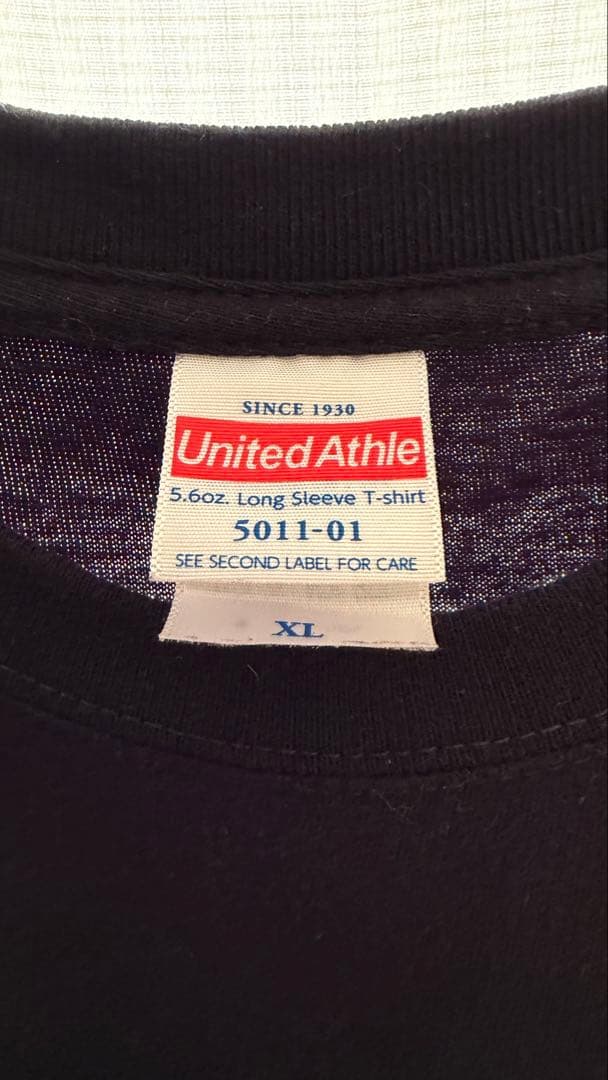 SINCE 1930
United Athle
5.6oz. Long Sleeve T-shirt
5011-01
SEE SECOND LABEL FOR CARE
XL